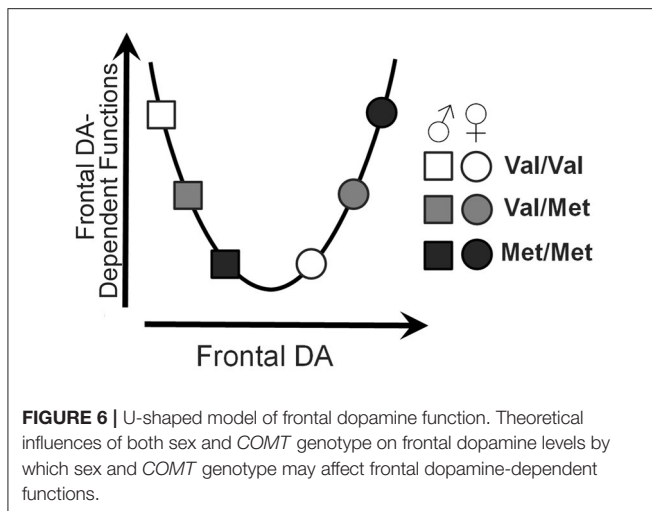 Frontal DA-
Dependent Functions
Frontal DA
♂ ♀
Val/Val
Val/Met
Met/Met
FIGURE 6 | U-shaped model of frontal dopamine function. Theoretical
influences of both sex and COMT genotype on frontal dopamine levels by
which sex and COMT genotype may affect frontal dopamine-dependent
functions.